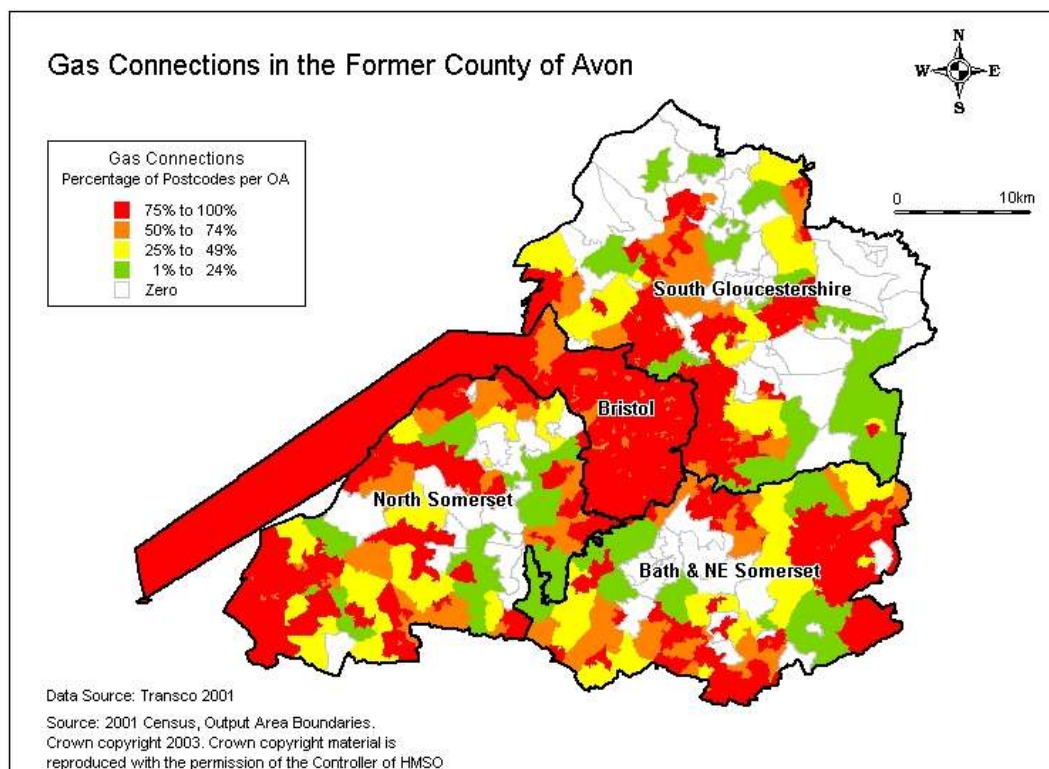 Gas Connections in the Former County of Avon
N
W E
S
Gas Connections
Percentage of Postcodes per OA
75% to 100%
50% to 74%
25% to 49%
1% to 24%
Zero
0 10km
South Gloucestershire
Bristol
North Somerset
Bath & NE Somerset
Data Source: Transco 2001
Source: 2001 Census, Output Area Boundaries.
Crown copyright 2003. Crown copyright material is
reproduced with the permission of the Controller of HMSO